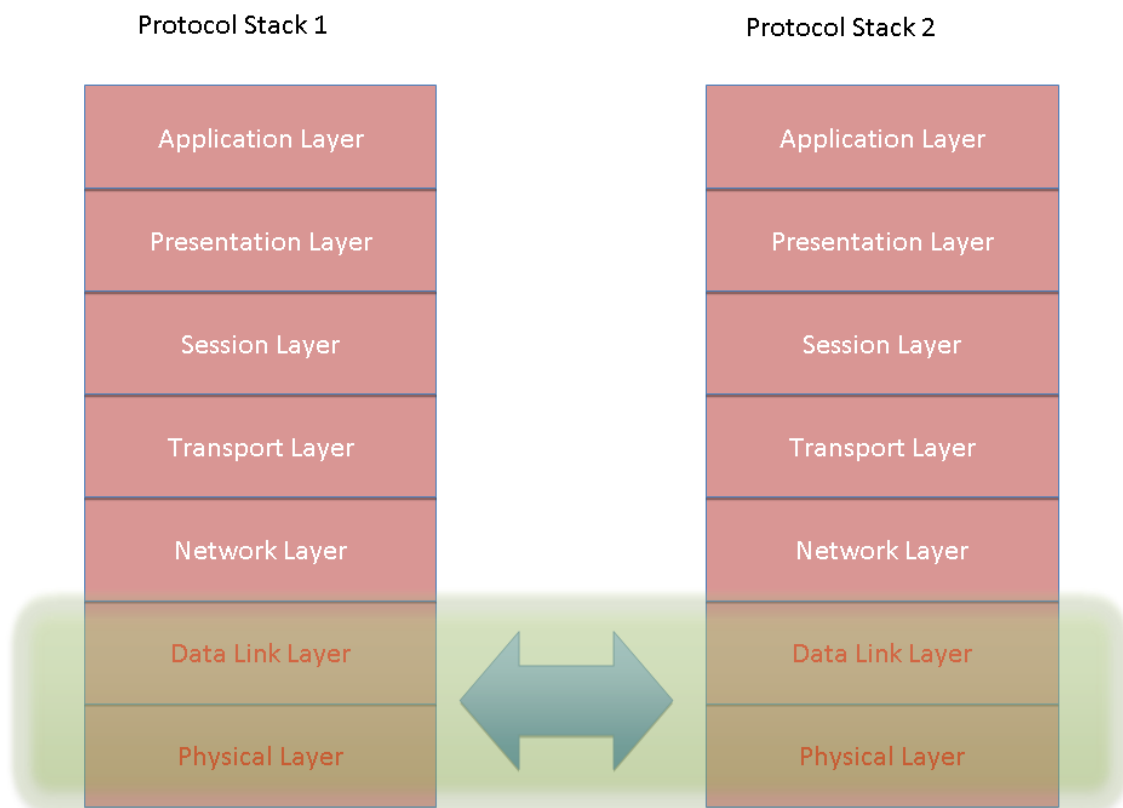 Protocol Stack 1
Protocol Stack 2
Application Layer
Application Layer
Presentation Layer
Presentation Layer
Session Layer
Session Layer
Transport Layer
Transport Layer
Network Layer
Network Layer
Data Link Layer
Data Link Layer
Physical Layer
Physical Layer